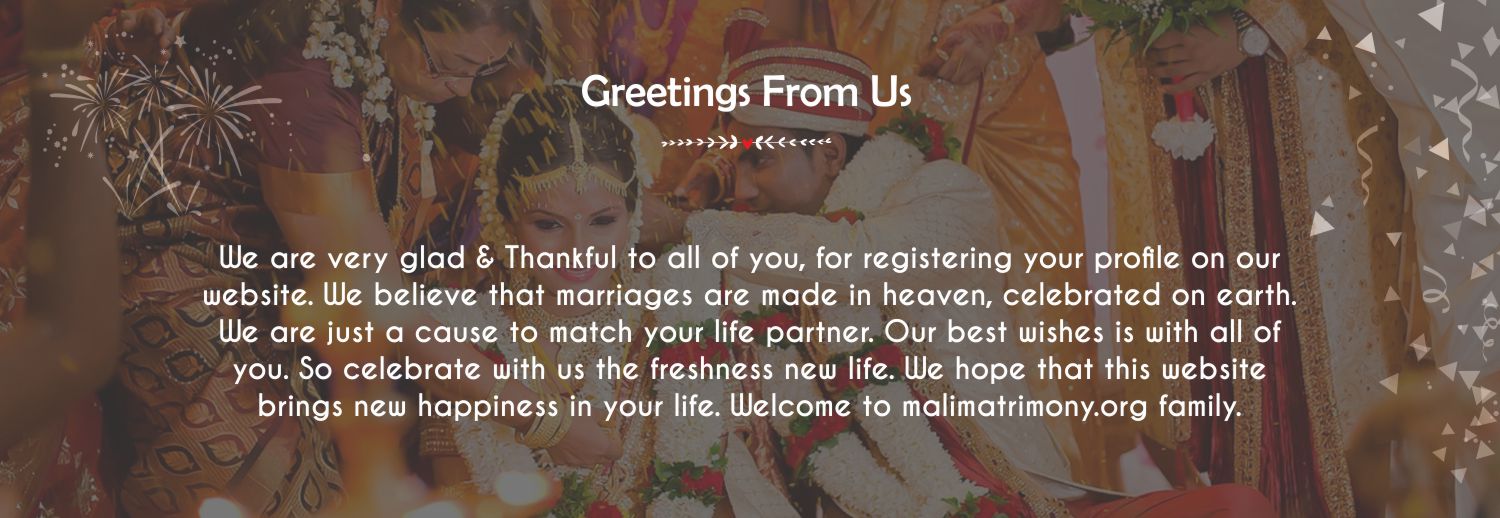 Greetings From Us
We are very glad & Thankful to all of you, for registering your profile on our
website. We believe that marriages are made in heaven, celebrated on earth.
We are just a cause to match your life partner. Our best wishes is with all of
you. So celebrate with us the freshness new life. We hope that this website
brings new happiness in your life. Welcome to malimatrimony.org family.